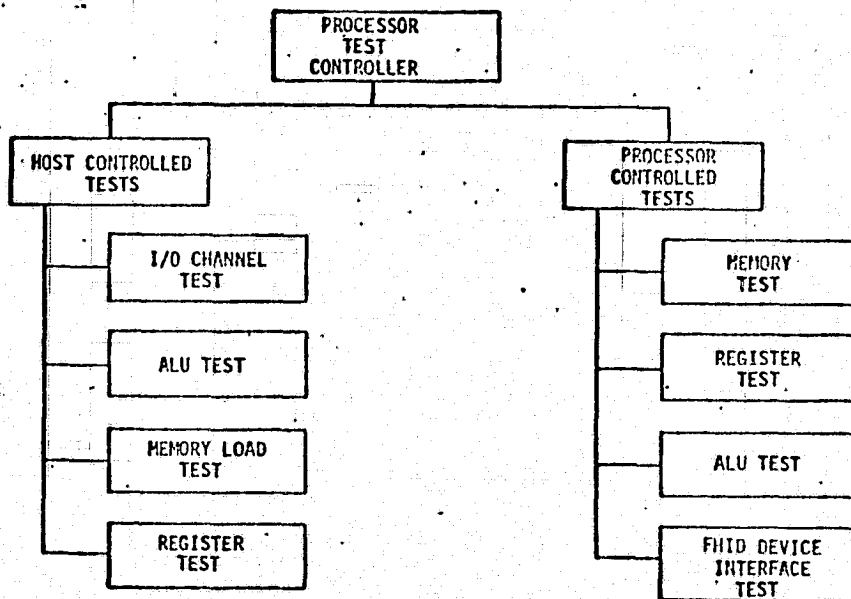 PROCESSOR
TEST
CONTROLLER
HOST CONTROLLED
TESTS
I/O CHANNEL
TEST
ALU TEST
MEMORY LOAD
TEST
REGISTER
TEST
PROCESSOR
CONTROLLED
TESTS
MEMORY
TEST
REGISTER
TEST
ALU TEST
FHID DEVICE
INTERFACE
TEST